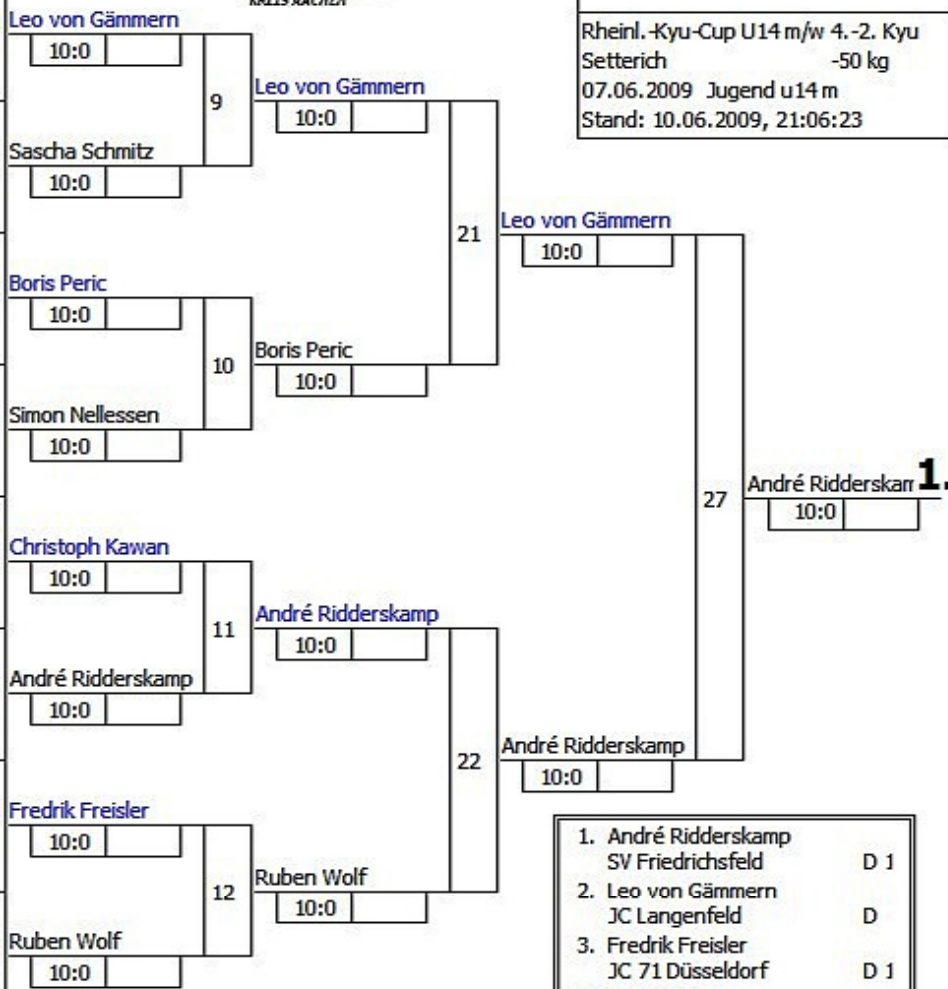 KREIS AACHEN
Rheinl.-Kyu-Cup U14 m/w 4.-2. Kyu
Setterich -50 kg
07.06.2009 Jugend u14 m
Stand: 10.06.2009, 21:06:23
Leo von Gämmern
10:0
9
Sascha Schmitz
10:0
Boris Peric
10:0
10
Simon Nellessen
10:0
Christoph Kawan
10:0
11
André Ridderskamp
10:0
Fredrik Freisler
10:0
12
Ruben Wolf
10:0
Leo von Gämmern
10:0
21
Boris Peric
10:0
André Ridderskamp
10:0
22
Ruben Wolf
10:0
Leo von Gämmern
10:0
27
André Ridderskamp
10:0
André Ridderskam 1.
10:0
1. André Ridderskamp
SV Friedrichsfeld D 1
2. Leo von Gämmern
JC Langenfeld D
3. Fredrik Freisler
JC 71 Düsseldorf D 1